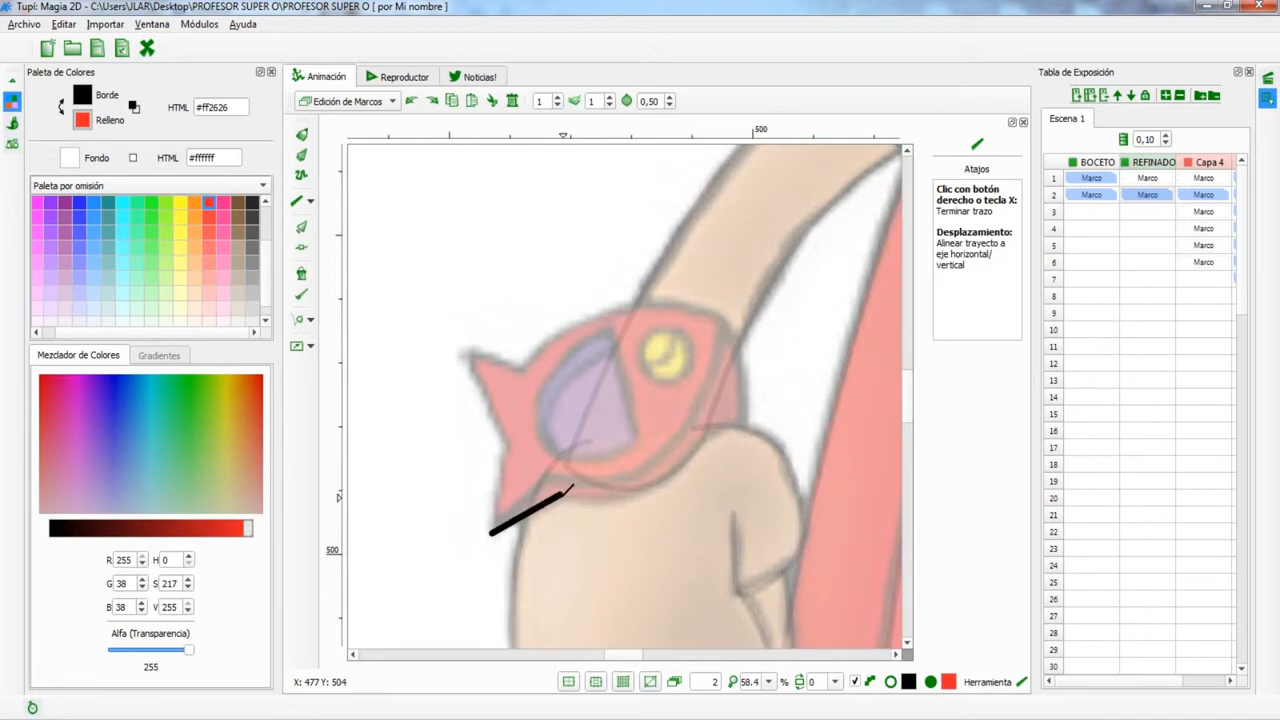 Tupí: Magia 2D - C:\Users\JLAR\Desktop\PROFESOR SUPER O\PROFESOR SUPER O [ por Mi nombre ]
Archivo Editar Importar Ventana Módulos Ayuda
Paleta de Colores
Borde
Relleno
HTML #ff2626
Fondo HTML #ffffff
Paleta por omisión
Mezclador de Colores Gradientes
R 255 H 0
G 38 S 217
B 38 V 255
Alfa (Transparencia)
255
Animación Reproductor Noticias!
Edición de Marcos 1 1 0,50
500
500
X: 477 Y: 504
2 58.4 % 0 Herramienta
Atajos
Clic con botón
derecho o tecla X:
Terminar trazo
Desplazamiento:
Alinear trayecto a
eje horizontal/
vertical
Tabla de Exposición
Escena 1
0,10
BOCETO REFINADO Capa 4
1 Marco Marco Marco
2 Marco Marco Marco
3 Marco
4 Marco
5 Marco
6 Marco
7
8
9
10
11
12
13
14
15
16
17
18
19
20
21
22
23
24
25
26
27
28
29
30